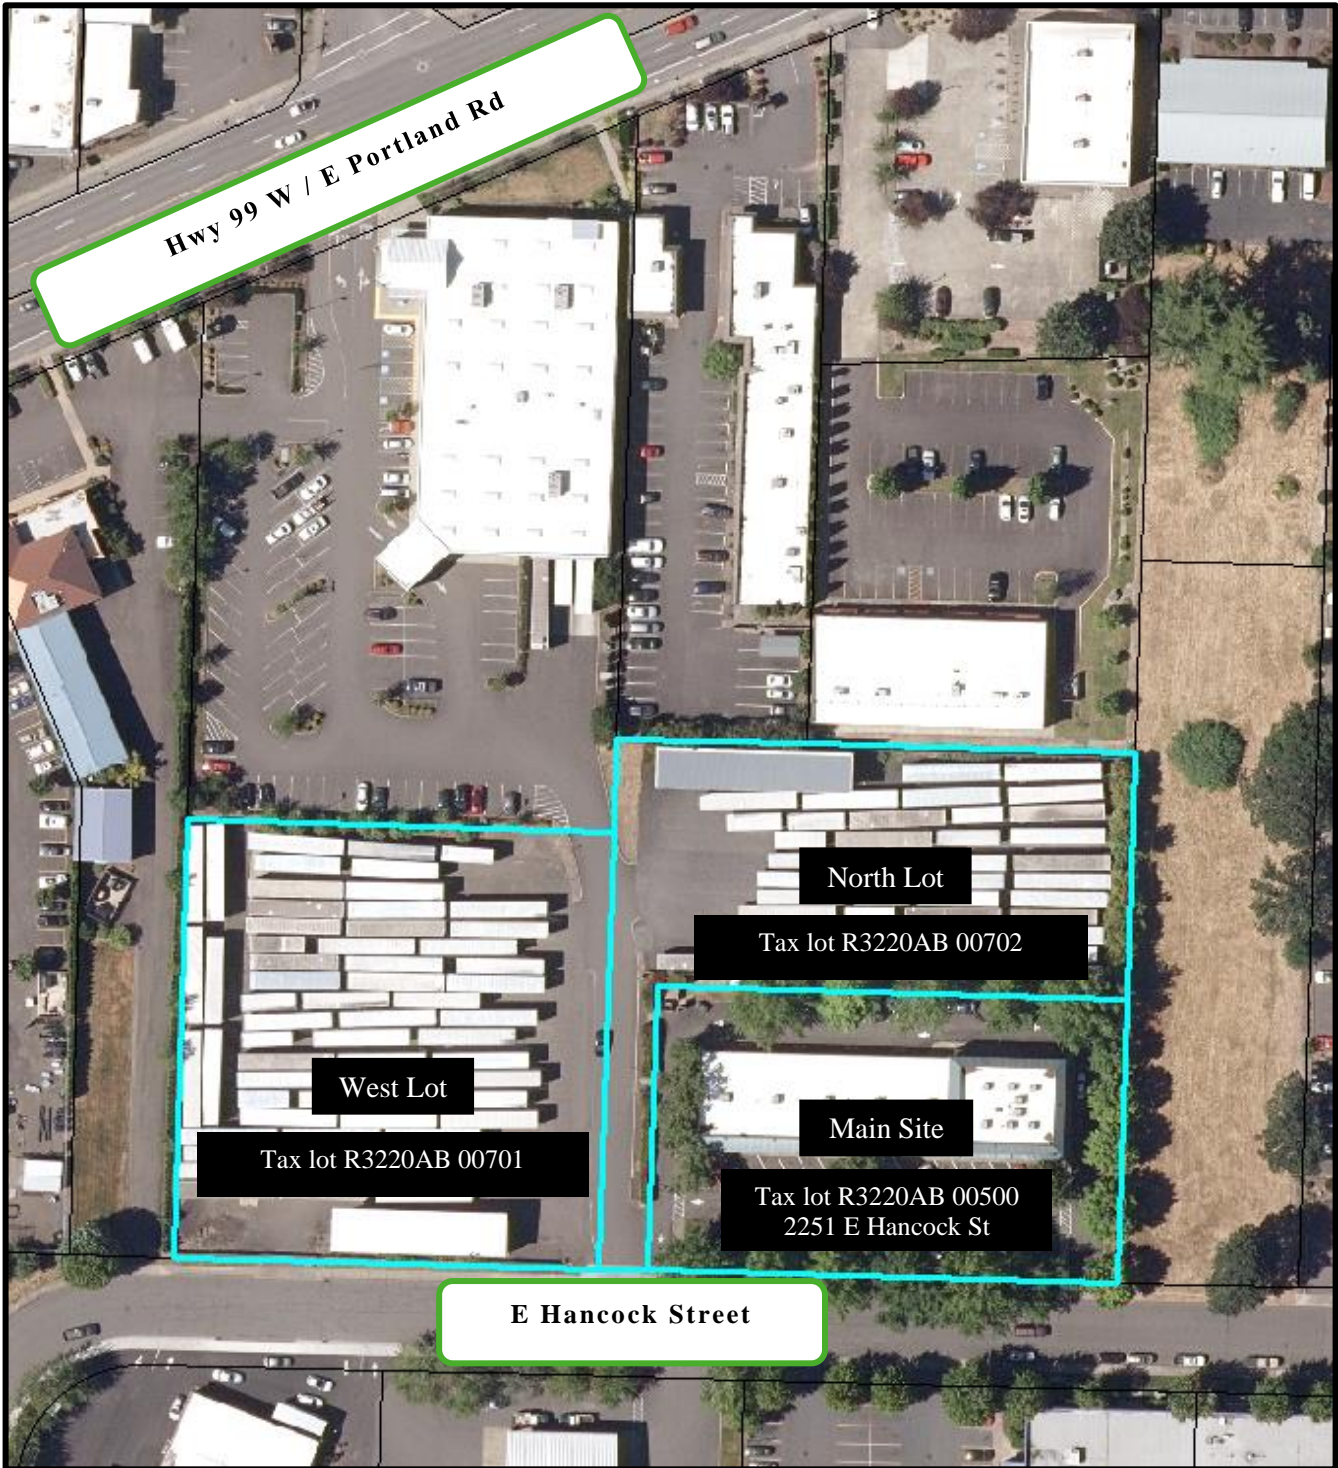 Hwy 99 W / E Portland Rd
North Lot
Tax lot R3220AB 00702
West Lot
Tax lot R3220AB 00701
Main Site
Tax lot R3220AB 00500
2251 E Hancock St
E Hancock Street